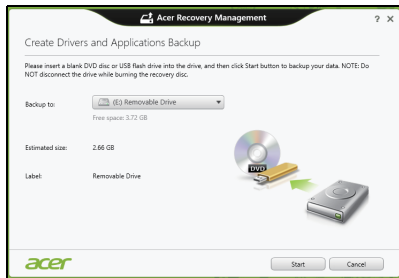 Acer Recovery Management
? ×
Create Drivers and Applications Backup
Please insert a blank DVD disc or USB flash drive into the drive, and then click Start button to backup your data. NOTE: Do
NOT disconnect the drive while burning the recovery disc.
Backup to: (E:) Removable Drive
Free space: 3.72 GB
Estimated size: 2.66 GB
Label: Removable Drive
DVD
acer Start Cancel